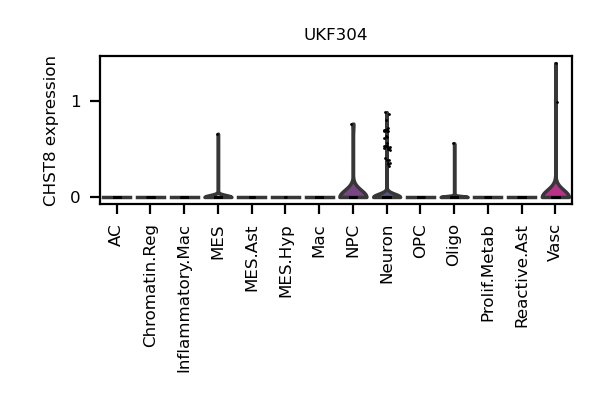 UKF304
CHST8 expression
1
0
AC
Chromatin.Reg
Inflammatory.Mac
MES
MES.Ast
MES.Hyp
Mac
NPC
Neuron
OPC
Oligo
Prolif.Metab
Reactive.Ast
Vasc